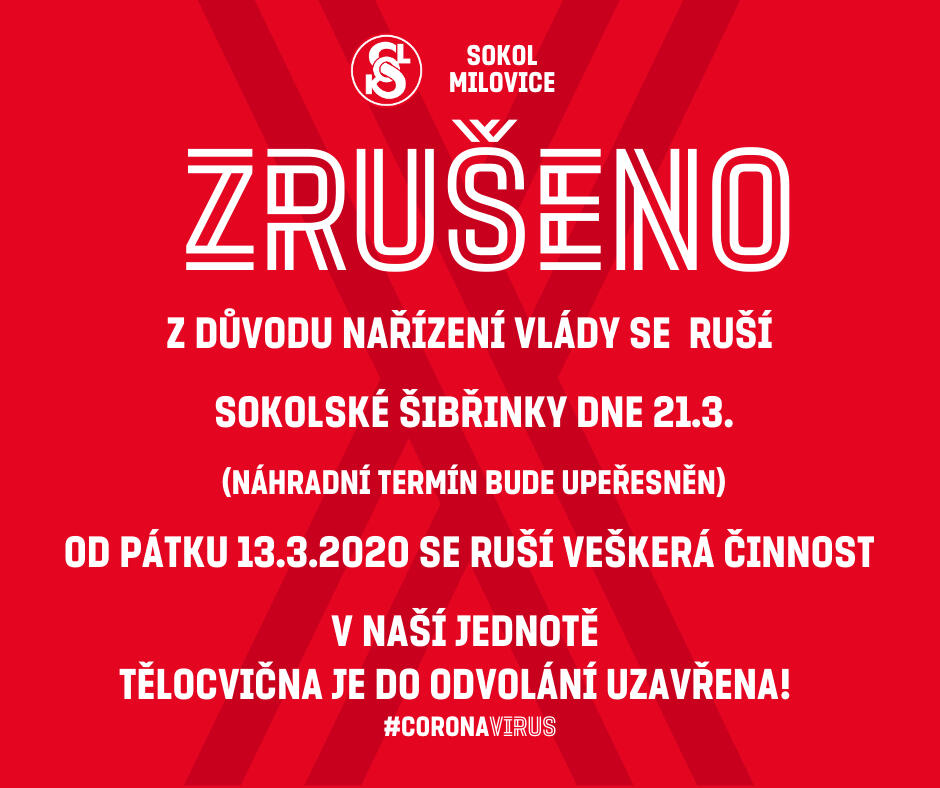 SOKOL
MILOVICE
ZRUŠENO
Z DŮVODU NAŘÍZENÍ VLÁDY SE RUŠÍ
SOKOLSKÉ ŠIBŘINKY DNE 21.3.
(NÁHRADNÍ TERMÍN BUDE UPEŘESNĚN)
OD PÁTKU 13.3.2020 SE RUŠÍ VEŠKERÁ ČINNOST
V NAŠÍ JEDNOTĚ
TĚLOCVIČNA JE DO ODVOLÁNÍ UZAVŘENA!
#CORONAVIRUS